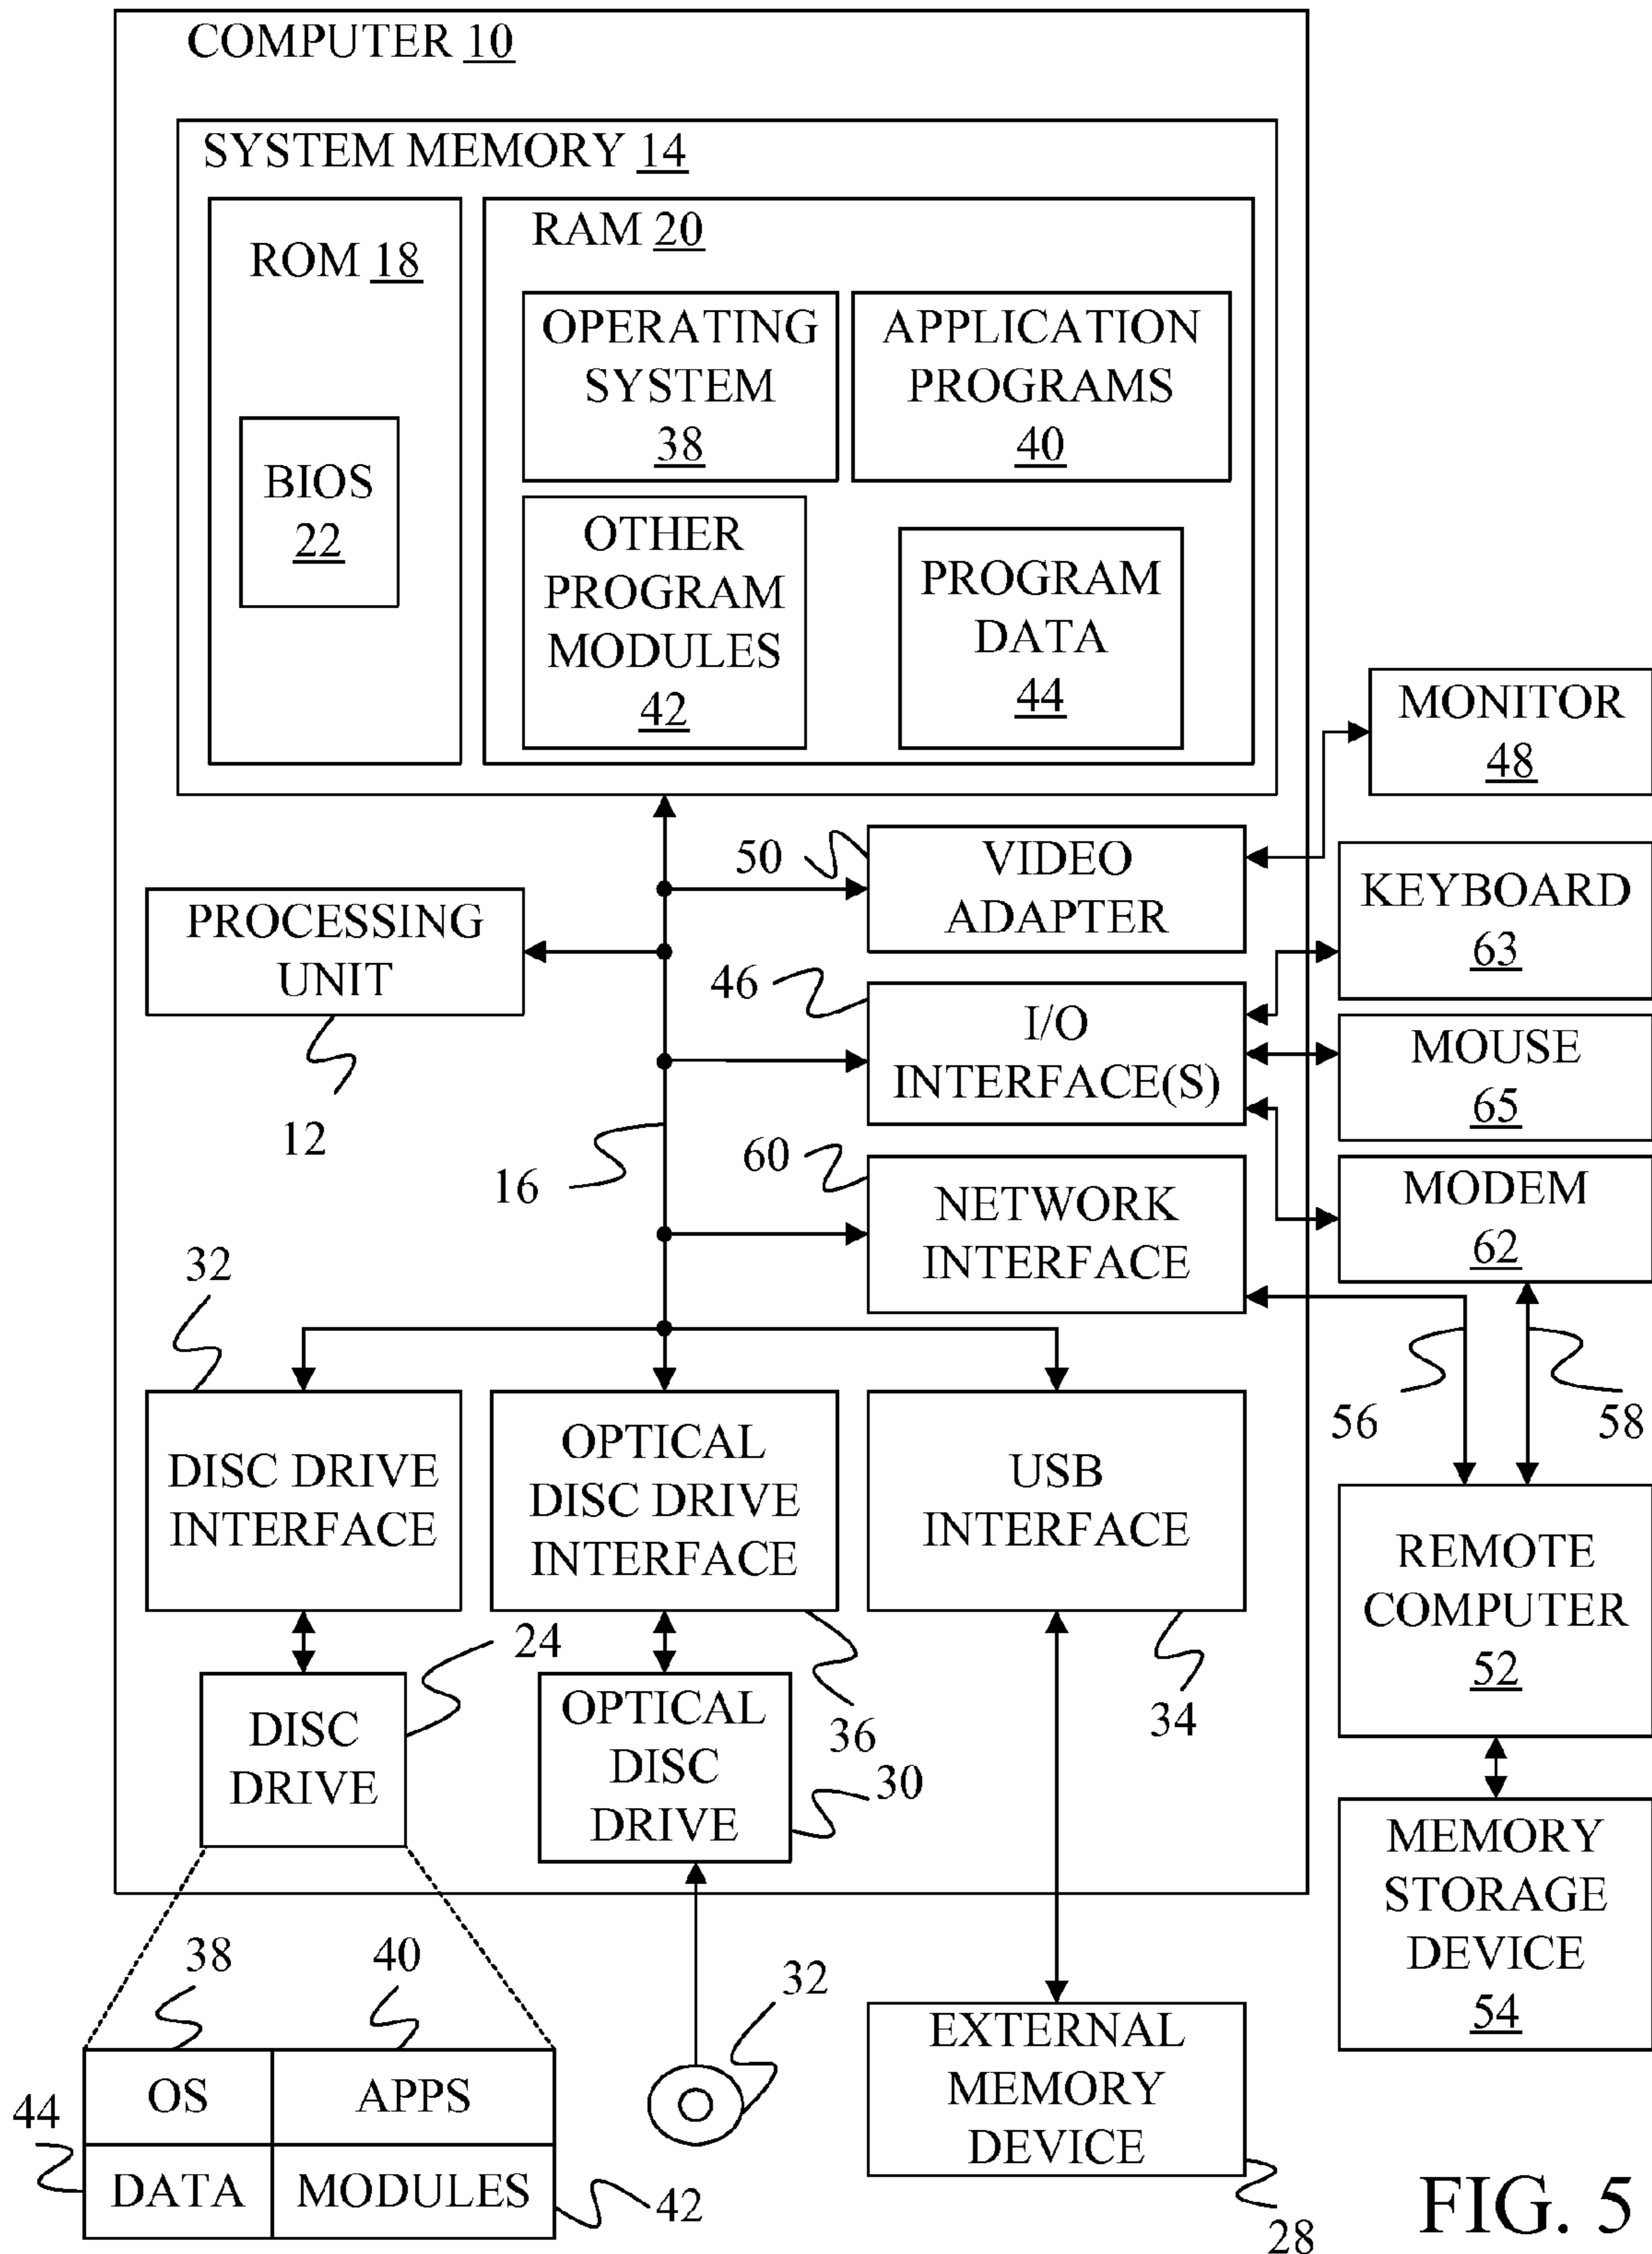 COMPUTER 10
SYSTEM MEMORY 14
ROM 18
BIOS
22
RAM 20
OPERATING
SYSTEM
38
APPLICATION
PROGRAMS
40
OTHER
PROGRAM
MODULES
42
PROGRAM
DATA
44
MONITOR
48
50
VIDEO
ADAPTER
KEYBOARD
63
PROCESSING
UNIT
12
46
I/O
INTERFACE(S)
MOUSE
65
16
60
NETWORK
INTERFACE
MODEM
62
32
56
58
DISC DRIVE
INTERFACE
OPTICAL
DISC DRIVE
INTERFACE
USB
INTERFACE
REMOTE
COMPUTER
52
24
36
34
DISC
DRIVE
OPTICAL
DISC
DRIVE
30
MEMORY
STORAGE
DEVICE
54
38
40
32
EXTERNAL
MEMORY
DEVICE
28
44
OS
APPS
DATA
MODULES
42
FIG. 5